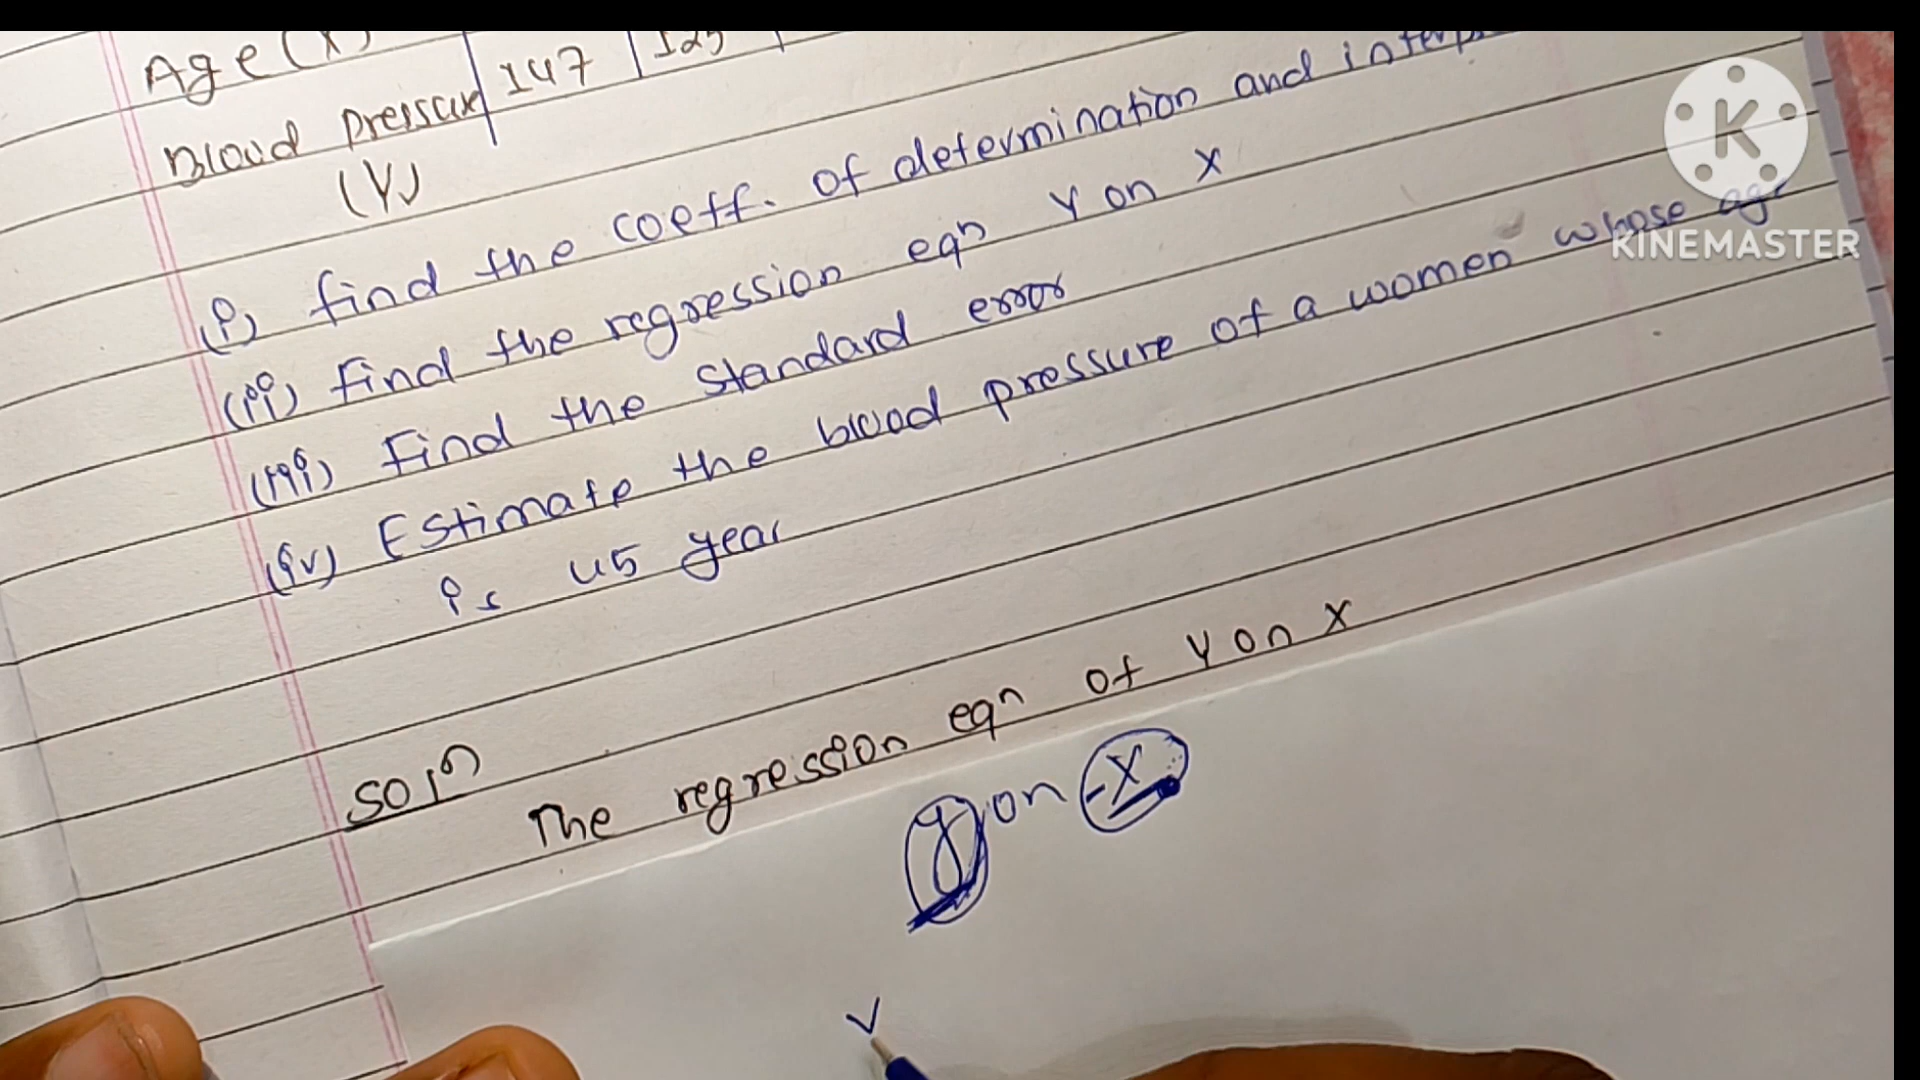 Age (X)
Blood pressure 147 125
(Y)
(i) find the coeff. of determination and
(ii) find the regression eqn Y on X
(iii) Find the standard error
(iv) Estimate the blood pressure of a women whose age
is 45 year
Soln
The regression eqn of Y on X
y on x
Y
K
KINEMASTER